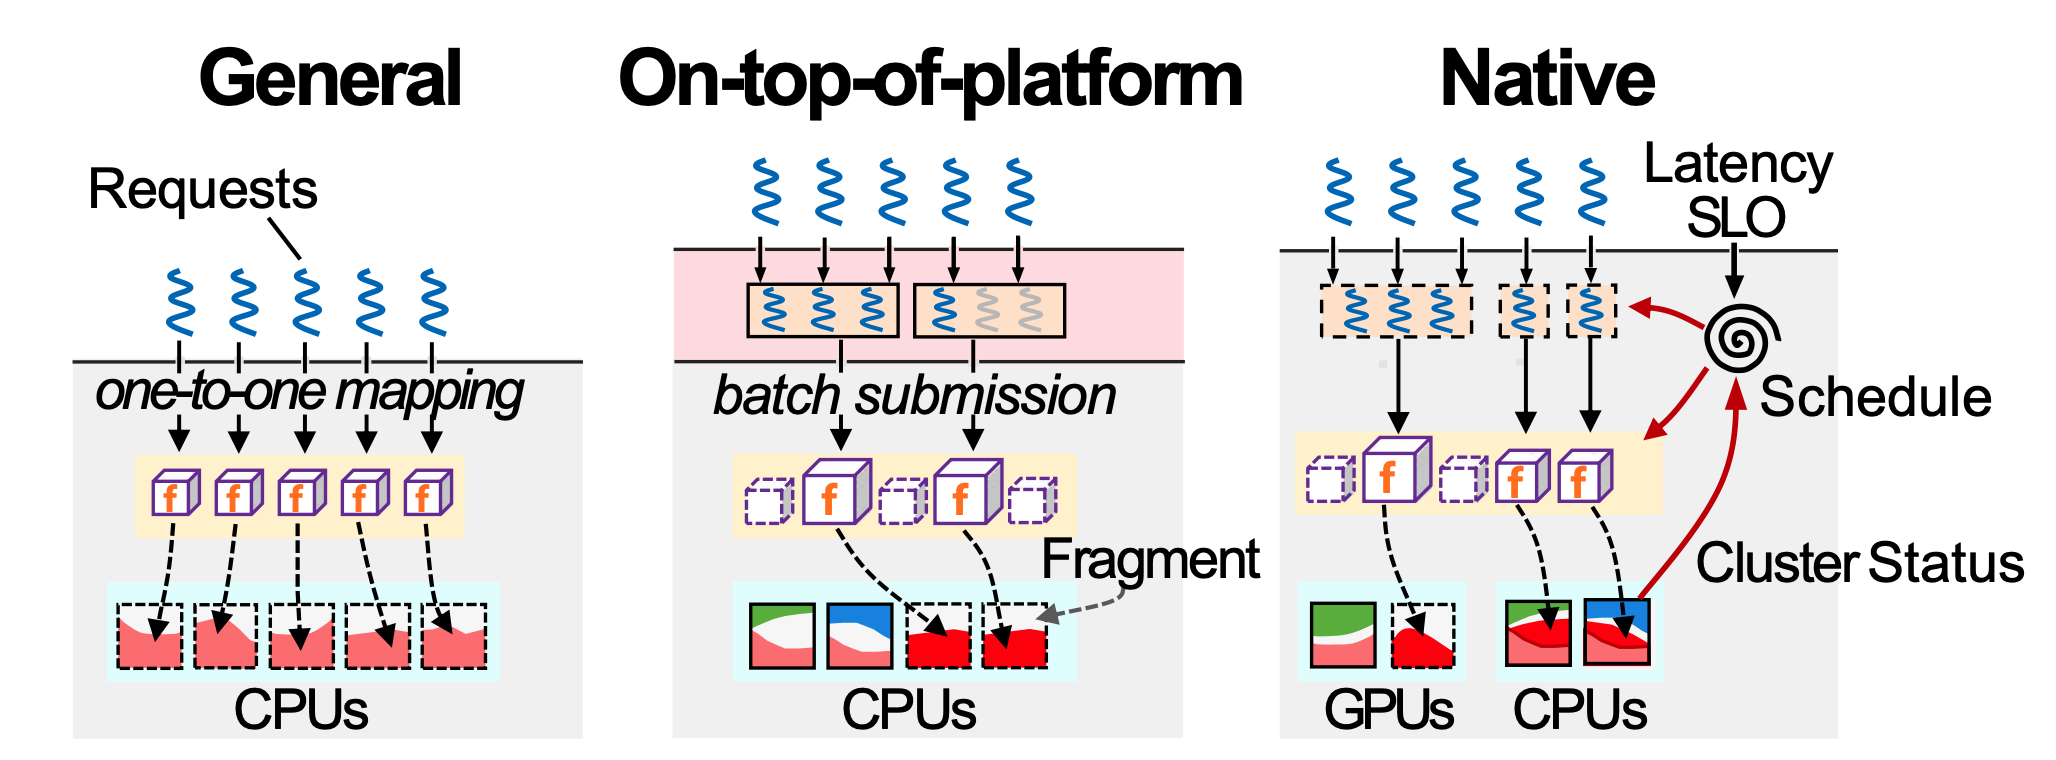 General
On-top-of-platform
Native
Requests
one-to-one mapping
f f f f f
CPUs
batch submission
f f
Fragment
CPUs
Latency
SLO
Schedule
f f f
Cluster Status
GPUs
CPUs